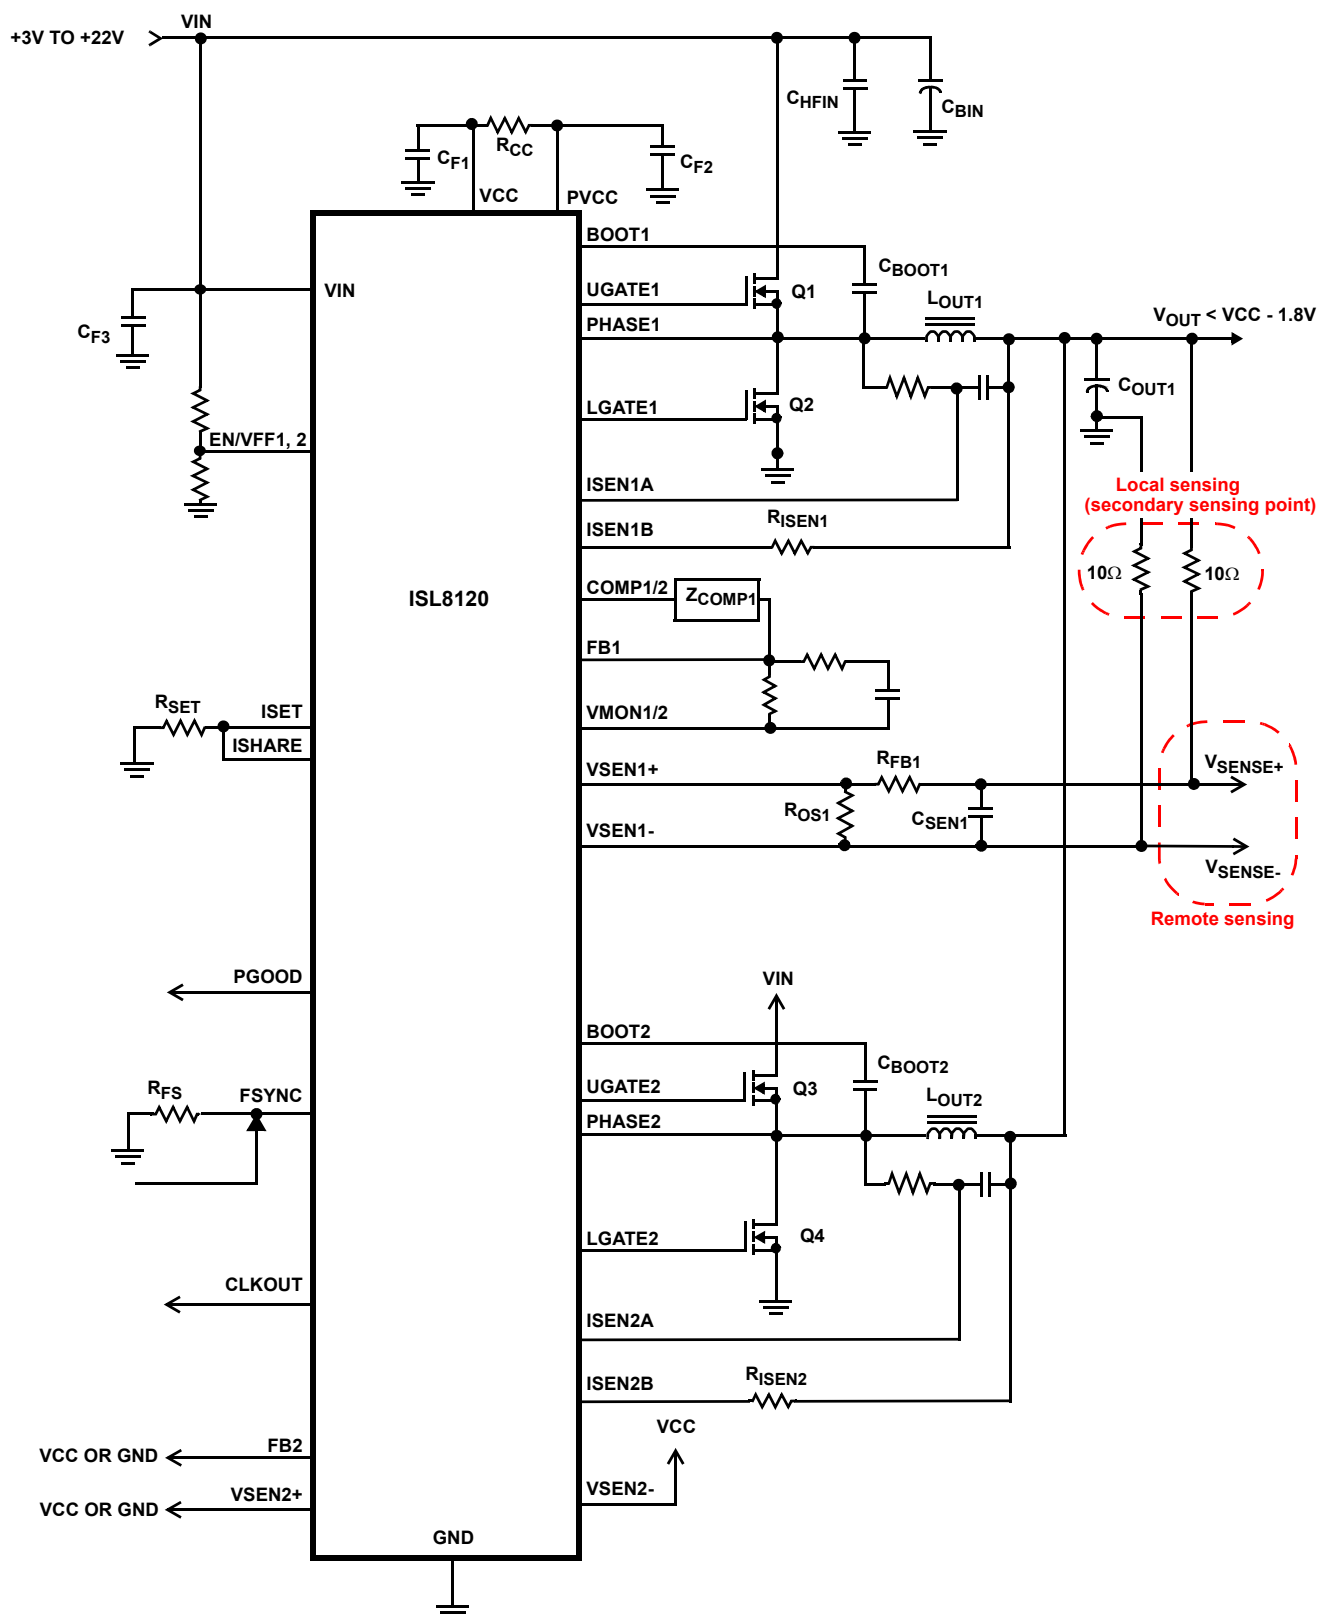 VIN
+3V TO +22V
CHFIN
CBIN
RCC
CF1
CF2
VCC
PVCC
BOOT1
CBOOT1
VIN
UGATE1
Q1
LOUT1
PHASE1
VOUT < VCC - 1.8V
CF3
COUT1
LGATE1
Q2
EN/VFF1, 2
ISEN1A
Local sensing
(secondary sensing point)
RISEN1
ISEN1B
10Ω
10Ω
COMP1/2
ZCOMP1
ISL8120
FB1
RSET
ISET
VMON1/2
ISHARE
RFB1
VSEN1+
VSENSE+
ROS1
CSEN1
VSEN1-
VSENSE-
Remote sensing
PGOOD
VIN
BOOT2
CBOOT2
RFS
FSYNC
UGATE2
Q3
LOUT2
PHASE2
LGATE2
Q4
CLKOUT
ISEN2A
RISEN2
ISEN2B
VCC
FB2
VCC OR GND
VSEN2+
VCC OR GND
VSEN2-
GND